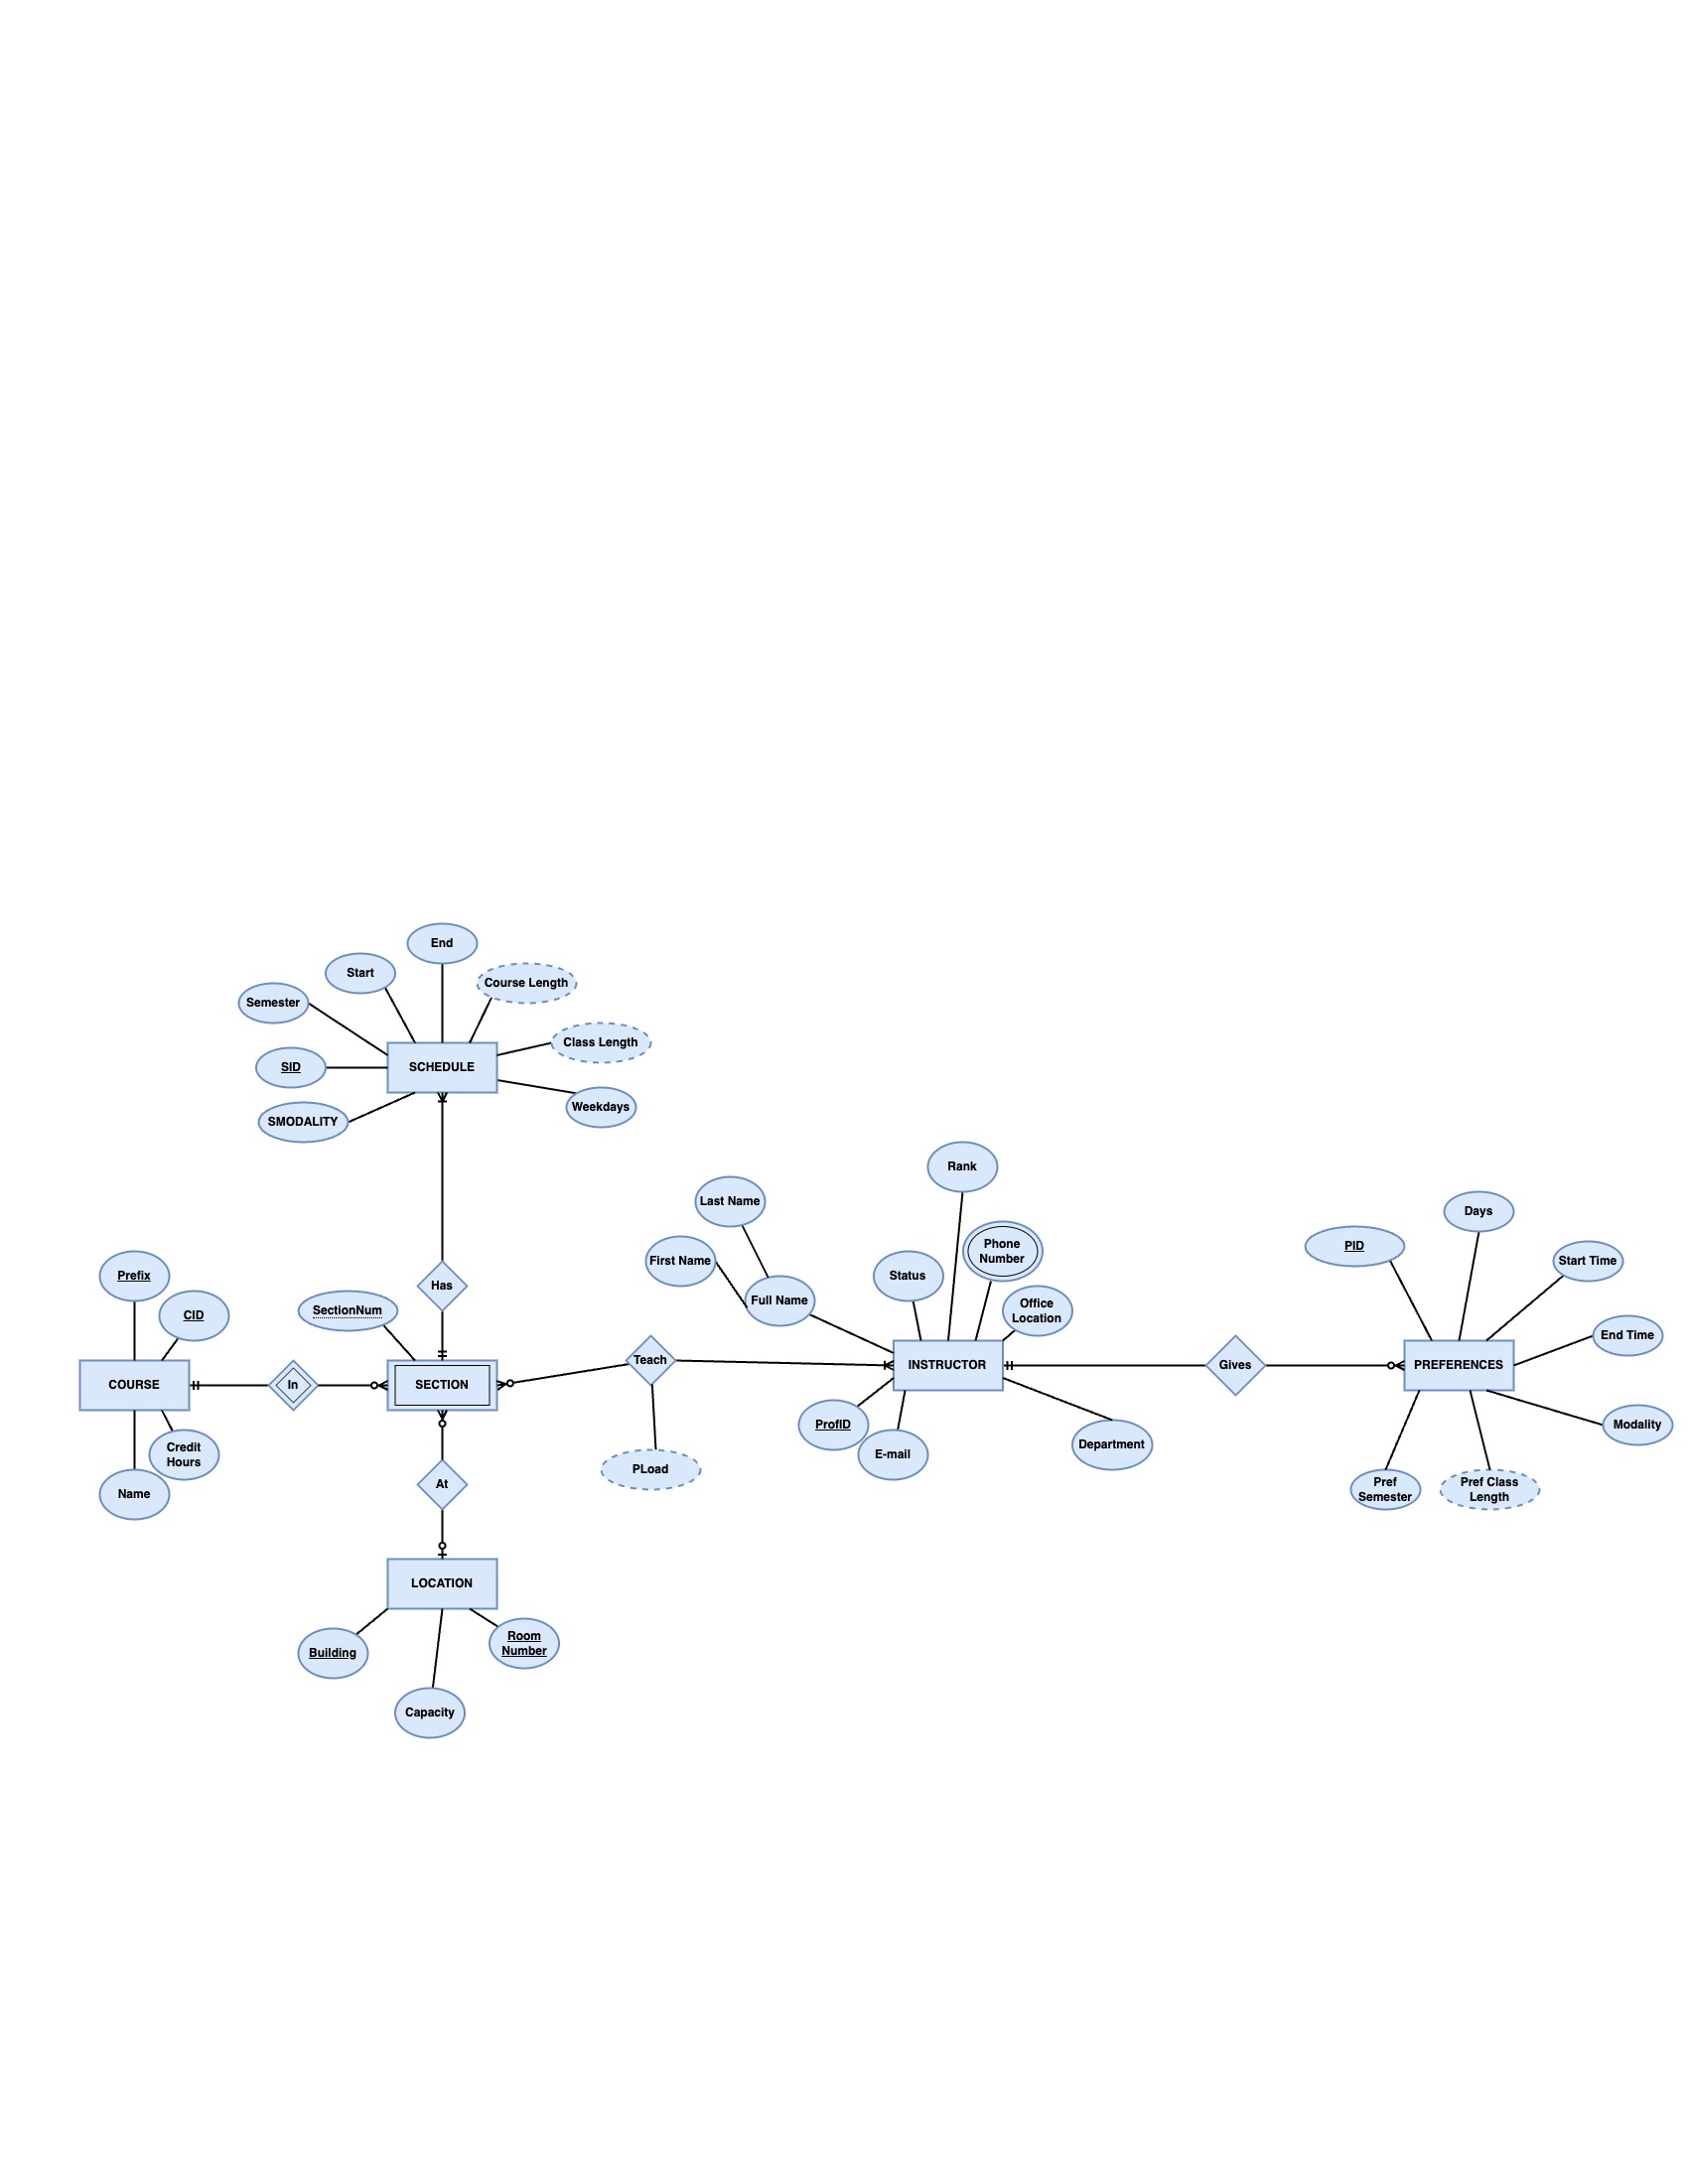 End
Start
Course Length
Semester
Class Length
SCHEDULE
SID
Weekdays
SMODALITY
Rank
Last Name
Days
Phone
Number
PID
First Name
Start Time
Prefix
Has
Status
Full Name
Office
Location
CID
SectionNum
End Time
Teach
INSTRUCTOR
Gives
PREFERENCES
COURSE
In
SECTION
ProfID
Modality
Department
Credit
Hours
E-mail
PLoad
At
Pref
Semester
Pref Class
Length
Name
LOCATION
Room
Number
Building
Capacity